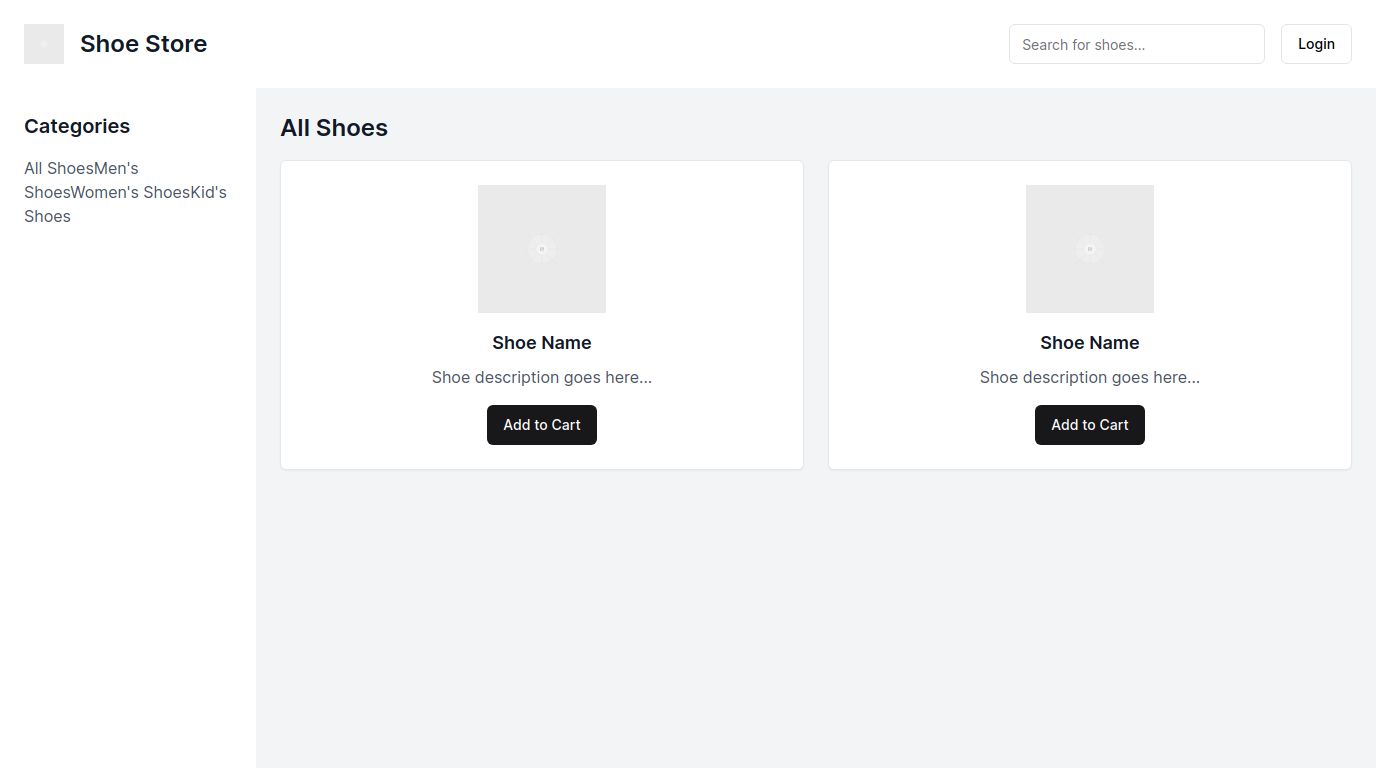 Shoe Store
Search for shoes...
Login
Categories
All ShoesMen's
ShoesWomen's ShoesKid's
Shoes
All Shoes
Shoe Name
Shoe description goes here...
Add to Cart
Shoe Name
Shoe description goes here...
Add to Cart